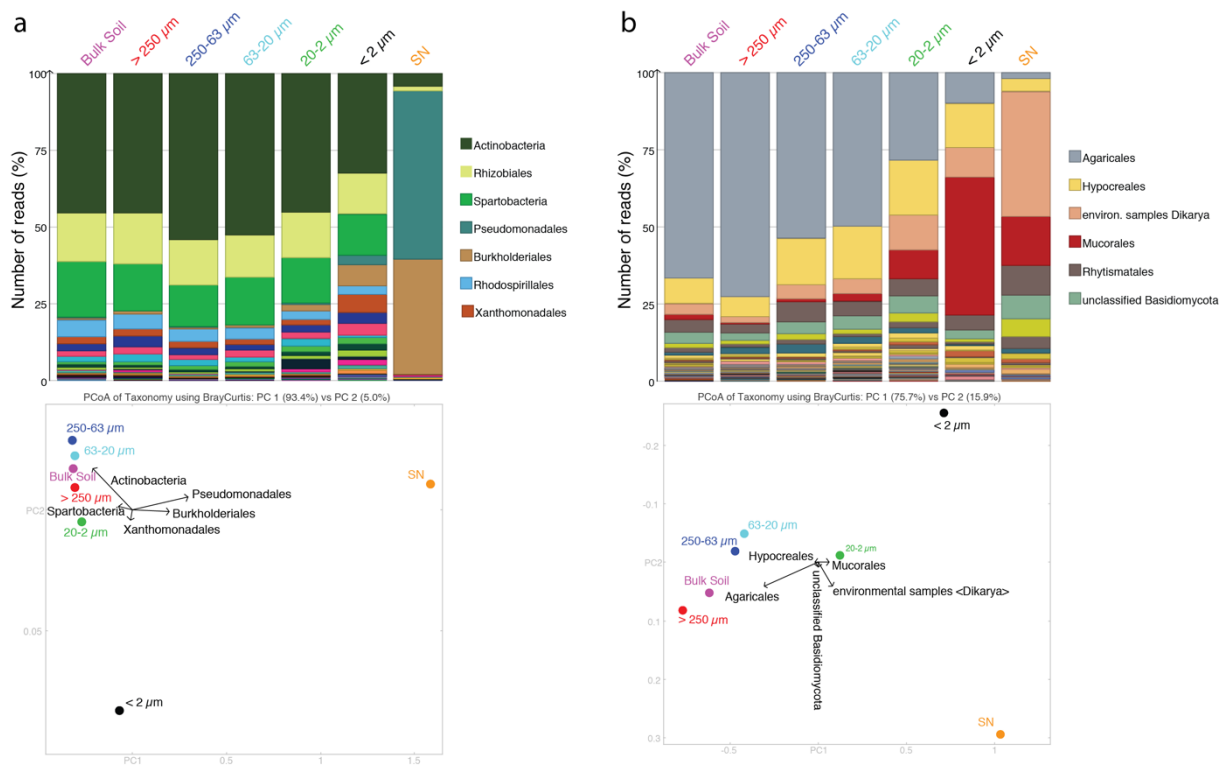 a
Bulk Soil
> 250 µm
250-63 µm
63-20 µm
20-2 µm
< 2 µm
SN
Number of reads (%)
100
75
50
25
0
Actinobacteria
Rhizobiales
Spartobacteria
Pseudomonadales
Burkholderiales
Rhodospirillales
Xanthomonadales
PCoA of Taxonomy using BrayCurtis: PC 1 (93.4%) vs PC 2 (5.0%)
250-63 µm
63-20 µm
Bulk Soil
Actinobacteria
SN
> 250 µm
Pseudomonadales
PC2
Spartobacteria
Burkholderiales
20-2 µm
Xanthomonadales
0.05
< 2 µm
PC1
0.5
1
1.5
b
Bulk Soil
> 250 µm
250-63 µm
63-20 µm
20-2 µm
< 2 µm
SN
Number of reads (%)
100
75
50
25
0
Agaricales
Hypocreales
environ. samples Dikarya
Mucorales
Rhytismatales
unclassified Basidiomycota
PCoA of Taxonomy using BrayCurtis: PC 1 (75.7%) vs PC 2 (15.9%)
< 2 µm
-0.2
-0.1
63-20 µm
250-63 µm
20-2 µm
Hypocreales
PC2
Mucorales
Bulk Soil
Agaricales
environmental samples <Dikarya>
unclassified Basidiomycota
> 250 µm
0.1
0.2
SN
0.3
-0.5
PC1
0.5
1